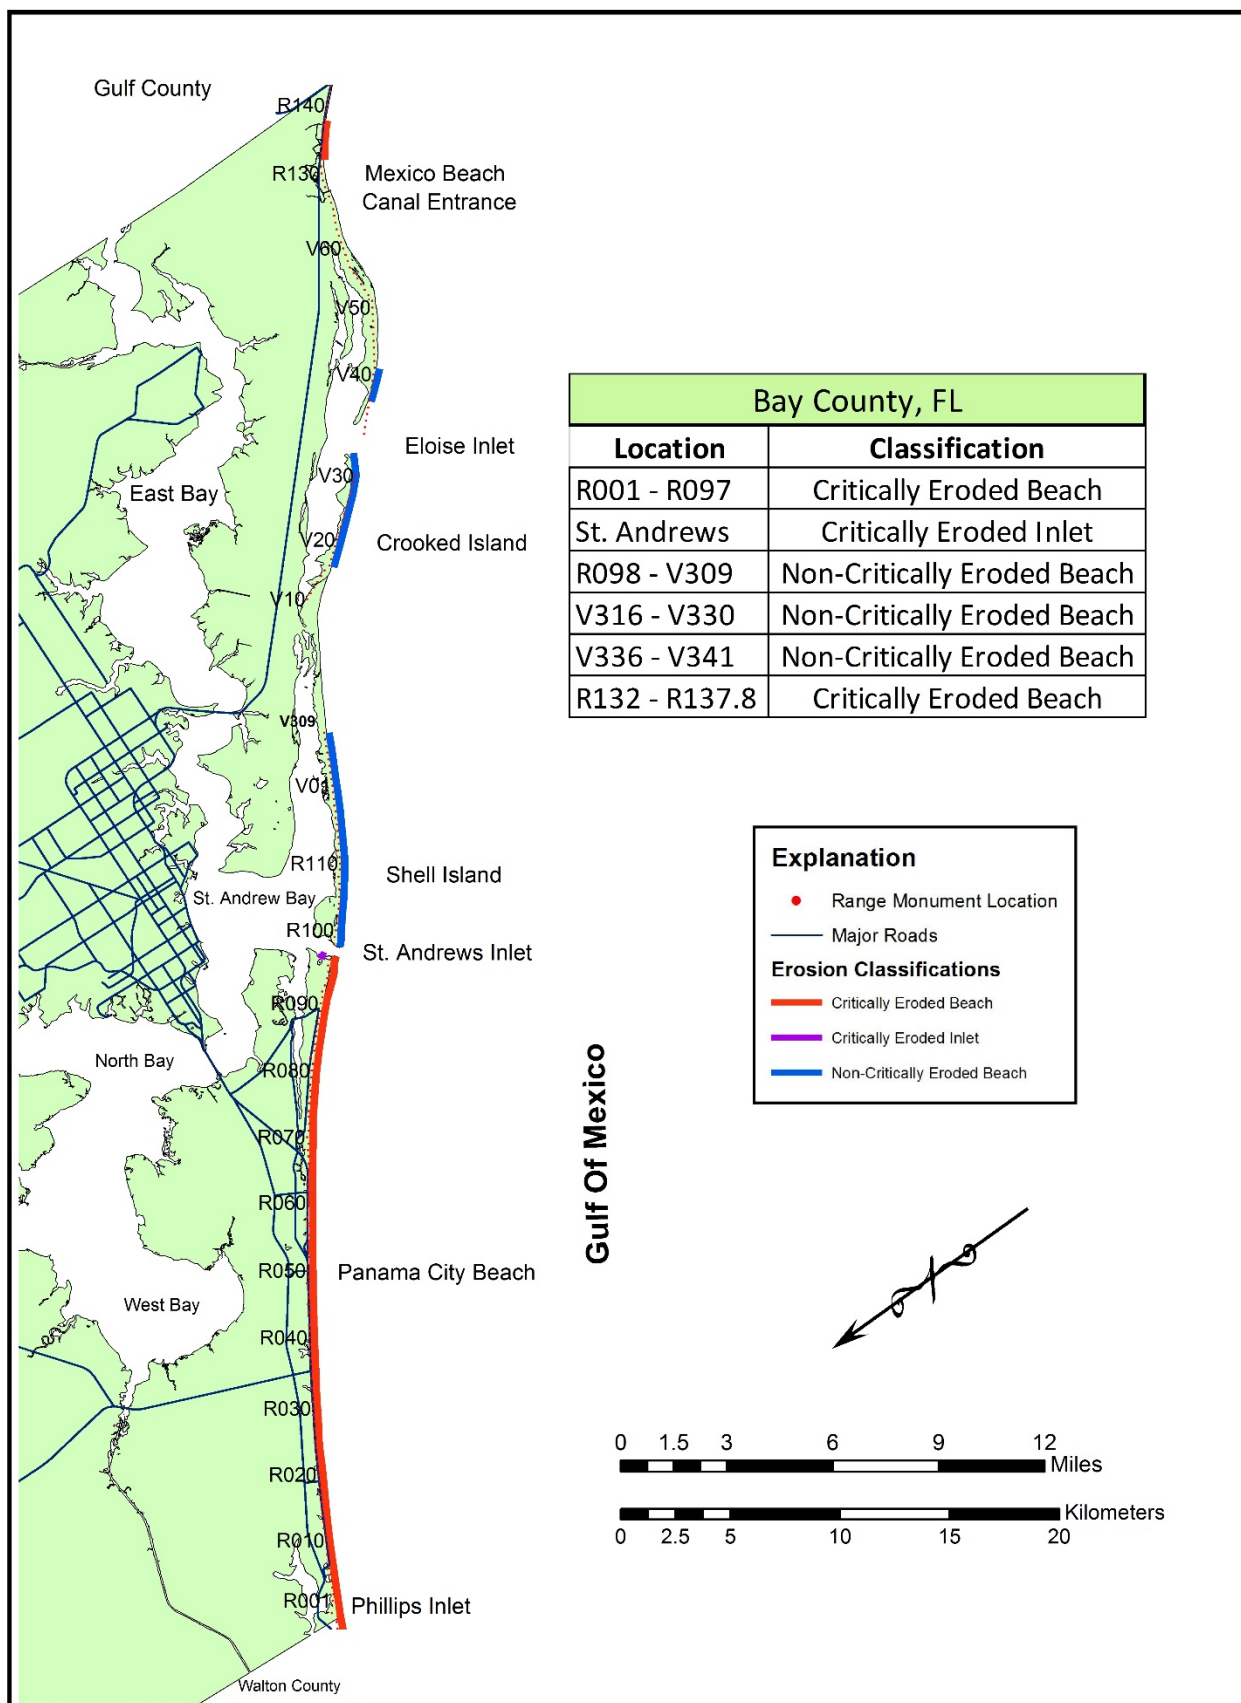 Gulf County
R140
R130
Mexico Beach
Canal Entrance
V60
V50
V40
Eloise Inlet
V30
East Bay
V20
Crooked Island
V10
V309
V01
R110
Shell Island
St. Andrew Bay
R100
St. Andrews Inlet
R090
North Bay
R080
R070
R060
R050
Panama City Beach
West Bay
R040
R030
R020
R010
R001
Phillips Inlet
Walton County
Bay County, FL
Location Classification
R001 - R097 Critically Eroded Beach
St. Andrews Critically Eroded Inlet
R098 - V309 Non-Critically Eroded Beach
V316 - V330 Non-Critically Eroded Beach
V336 - V341 Non-Critically Eroded Beach
R132 - R137.8 Critically Eroded Beach
Explanation
Range Monument Location
Major Roads
Erosion Classifications
Critically Eroded Beach
Critically Eroded Inlet
Non-Critically Eroded Beach
Gulf Of Mexico
N
0 1.5 3 6 9 12
Miles
Kilometers
0 2.5 5 10 15 20